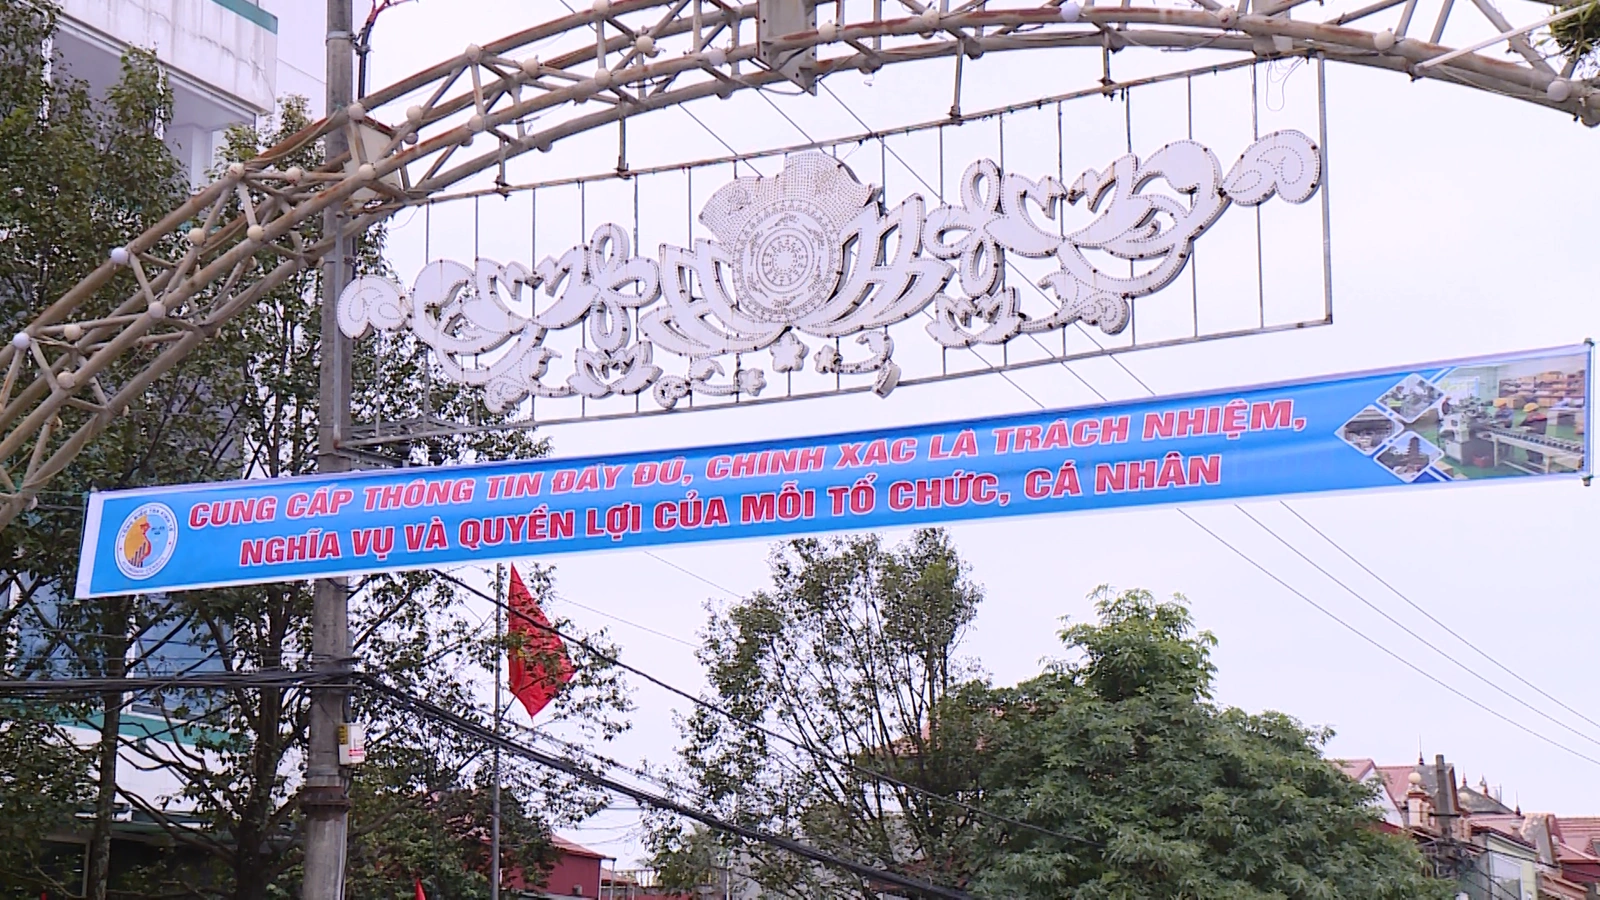 CUNG CẤP THÔNG TIN ĐẦY ĐỦ, CHÍNH XÁC LÀ TRÁCH NHIỆM,
NGHĨA VỤ VÀ QUYỀN LỢI CỦA MỖI TỔ CHỨC, CÁ NHÂN